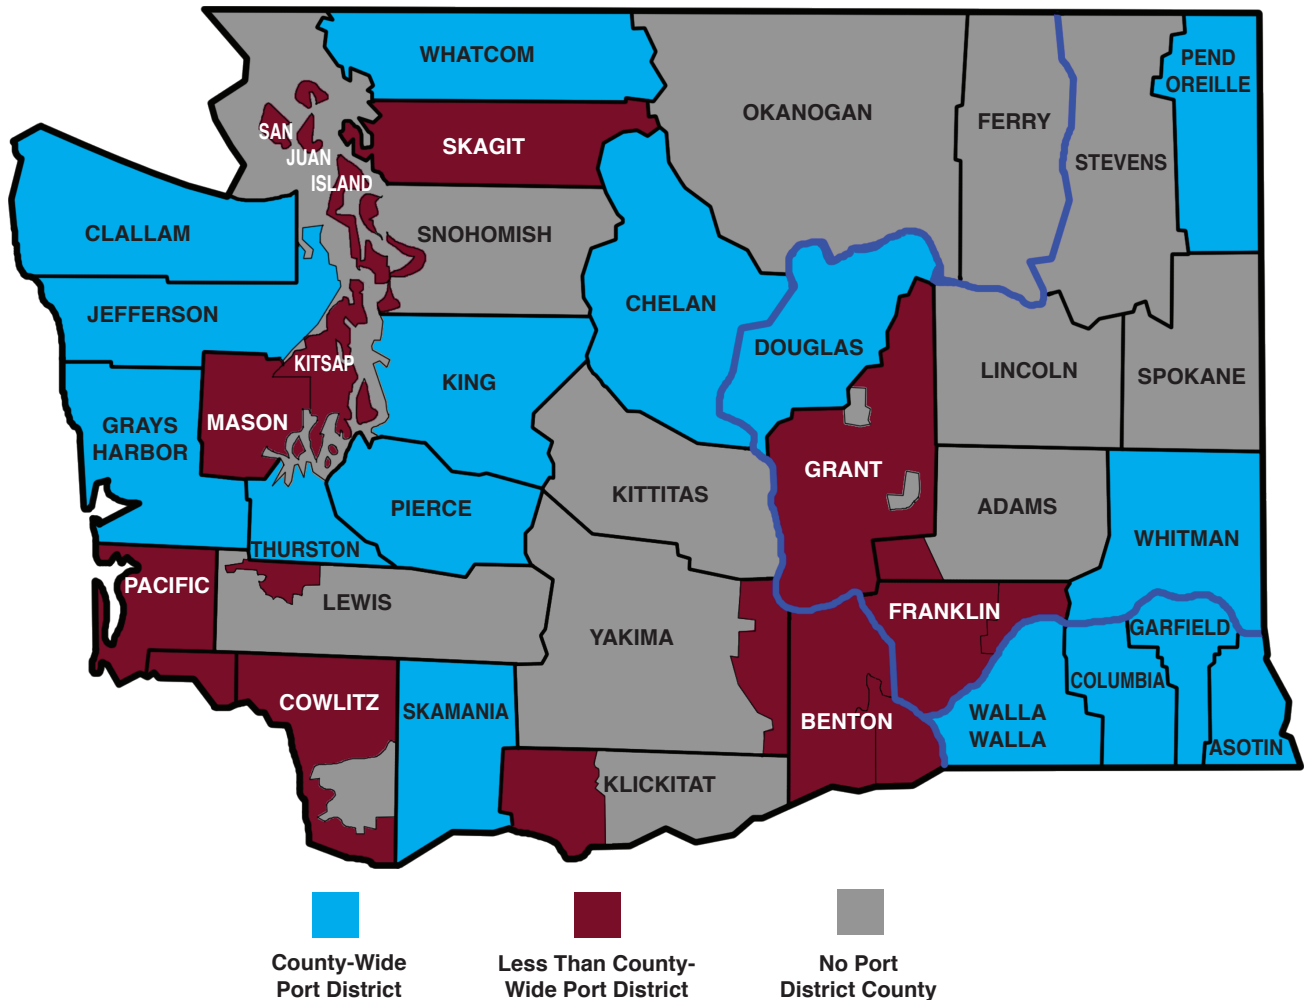 WHATCOM
PEND
OREILLE
OKANOGAN
FERRY
SAN
JUAN
SKAGIT
STEVENS
ISLAND
CLALLAM
SNOHOMISH
CHELAN
JEFFERSON
DOUGLAS
KITSAP
LINCOLN
SPOKANE
KING
MASON
GRAYS
HARBOR
GRANT
KITTITAS
PIERCE
ADAMS
WHITMAN
THURSTON
PACIFIC
LEWIS
FRANKLIN
GARFIELD
YAKIMA
COLUMBIA
COWLITZ
SKAMANIA
BENTON
WALLA
WALLA
ASOTIN
KLICKITAT
County-Wide
Port District
Less Than County-
Wide Port District
No Port
District County